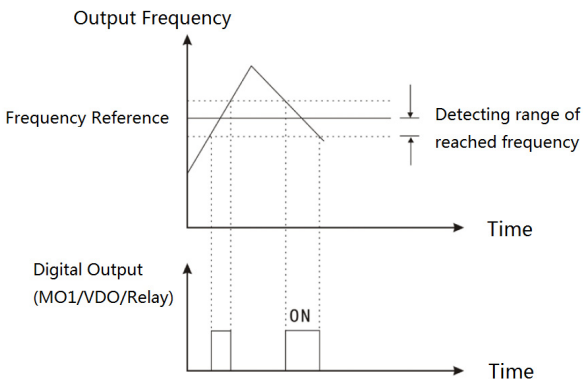 Output Frequency
Frequency Reference
Detecting range of
reached frequency
Time
Digital Output
(MO1/VDO/Relay)
ON
Time